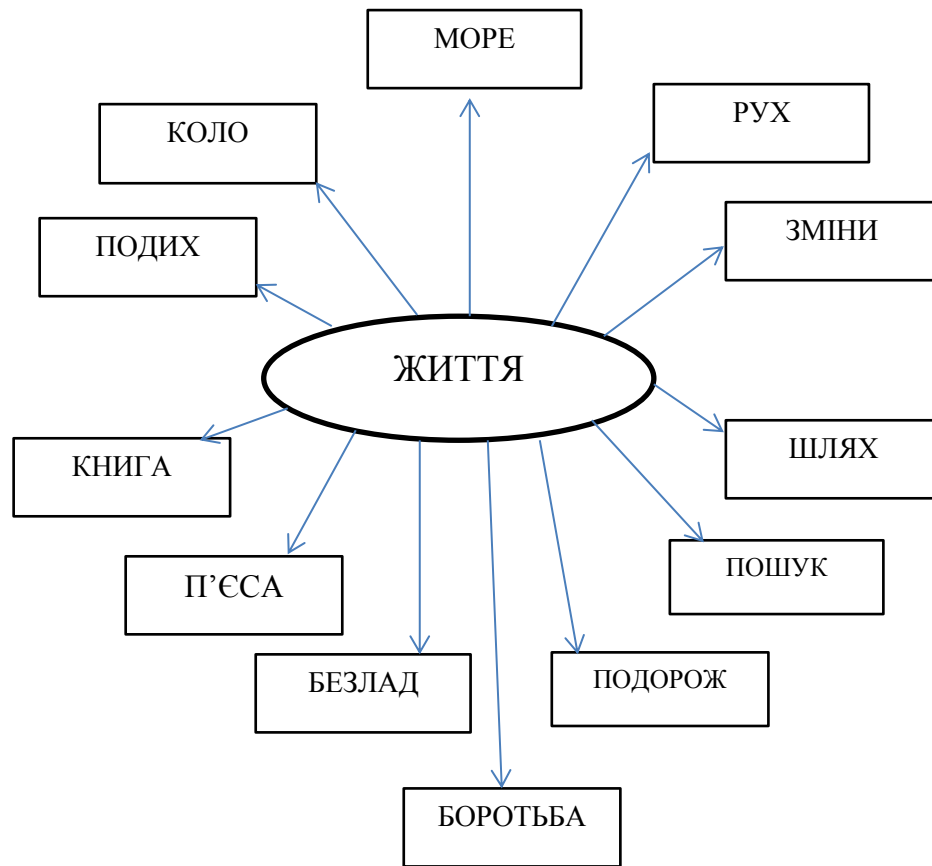 МОРЕ
РУХ
КОЛО
ЗМІНИ
ПОДИХ
ЖИТТЯ
ШЛЯХ
КНИГА
ПОШУК
П’ЄСА
БЕЗЛАД
ПОДОРОЖ
БОРОТЬБА